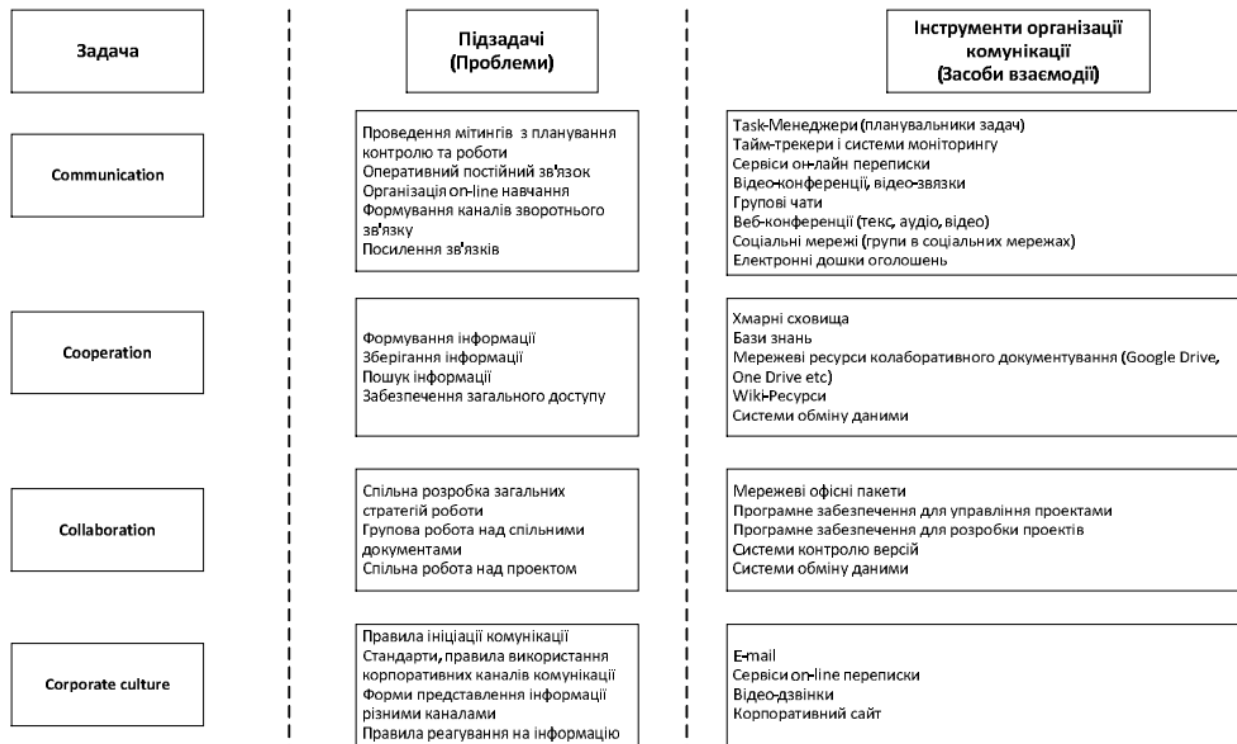 Задача
Підзадачі
(Проблеми)
Інструменти організації
комунікації
(Засоби взаємодії)
Communication
Проведення мітингів з планування
контролю та роботи
Оперативний постійний зв'язок
Організація on-line навчання
Формування каналів зворотнього
зв'язку
Посилення зв'язків
Task-Менеджери (планувальники задач)
Тайм-трекери і системи моніторингу
Сервіси он-лайн переписки
Відео-конференції, відео-звязки
Групові чати
Веб-конференції (текс, аудіо, відео)
Соціальні мережі (групи в соціальних мережах)
Електронні дошки оголошень
Cooperation
Формування інформації
Зберігання інформації
Пошук інформації
Забезпечення загального доступу
Хмарні сховища
Бази знань
Мережеві ресурси колаборативного документування (Google Drive,
One Drive etc)
Wiki-Ресурси
Системи обміну даними
Collaboration
Спільна розробка загальних
стратегій роботи
Групова робота над спільними
документами
Спільна робота над проектом
Мережеві офісні пакети
Програмне забезпечення для управління проектами
Програмне забезпечення для розробки проектів
Системи контролю версій
Системи обміну даними
Corporate culture
Правила ініціації комунікації
Стандарти, правила використання
корпоративних каналів комунікації
Форми представлення інформації
різними каналами
Правила реагування на інформацію
E-mail
Сервіси on-line переписки
Відео-дзвінки
Корпоративний сайт